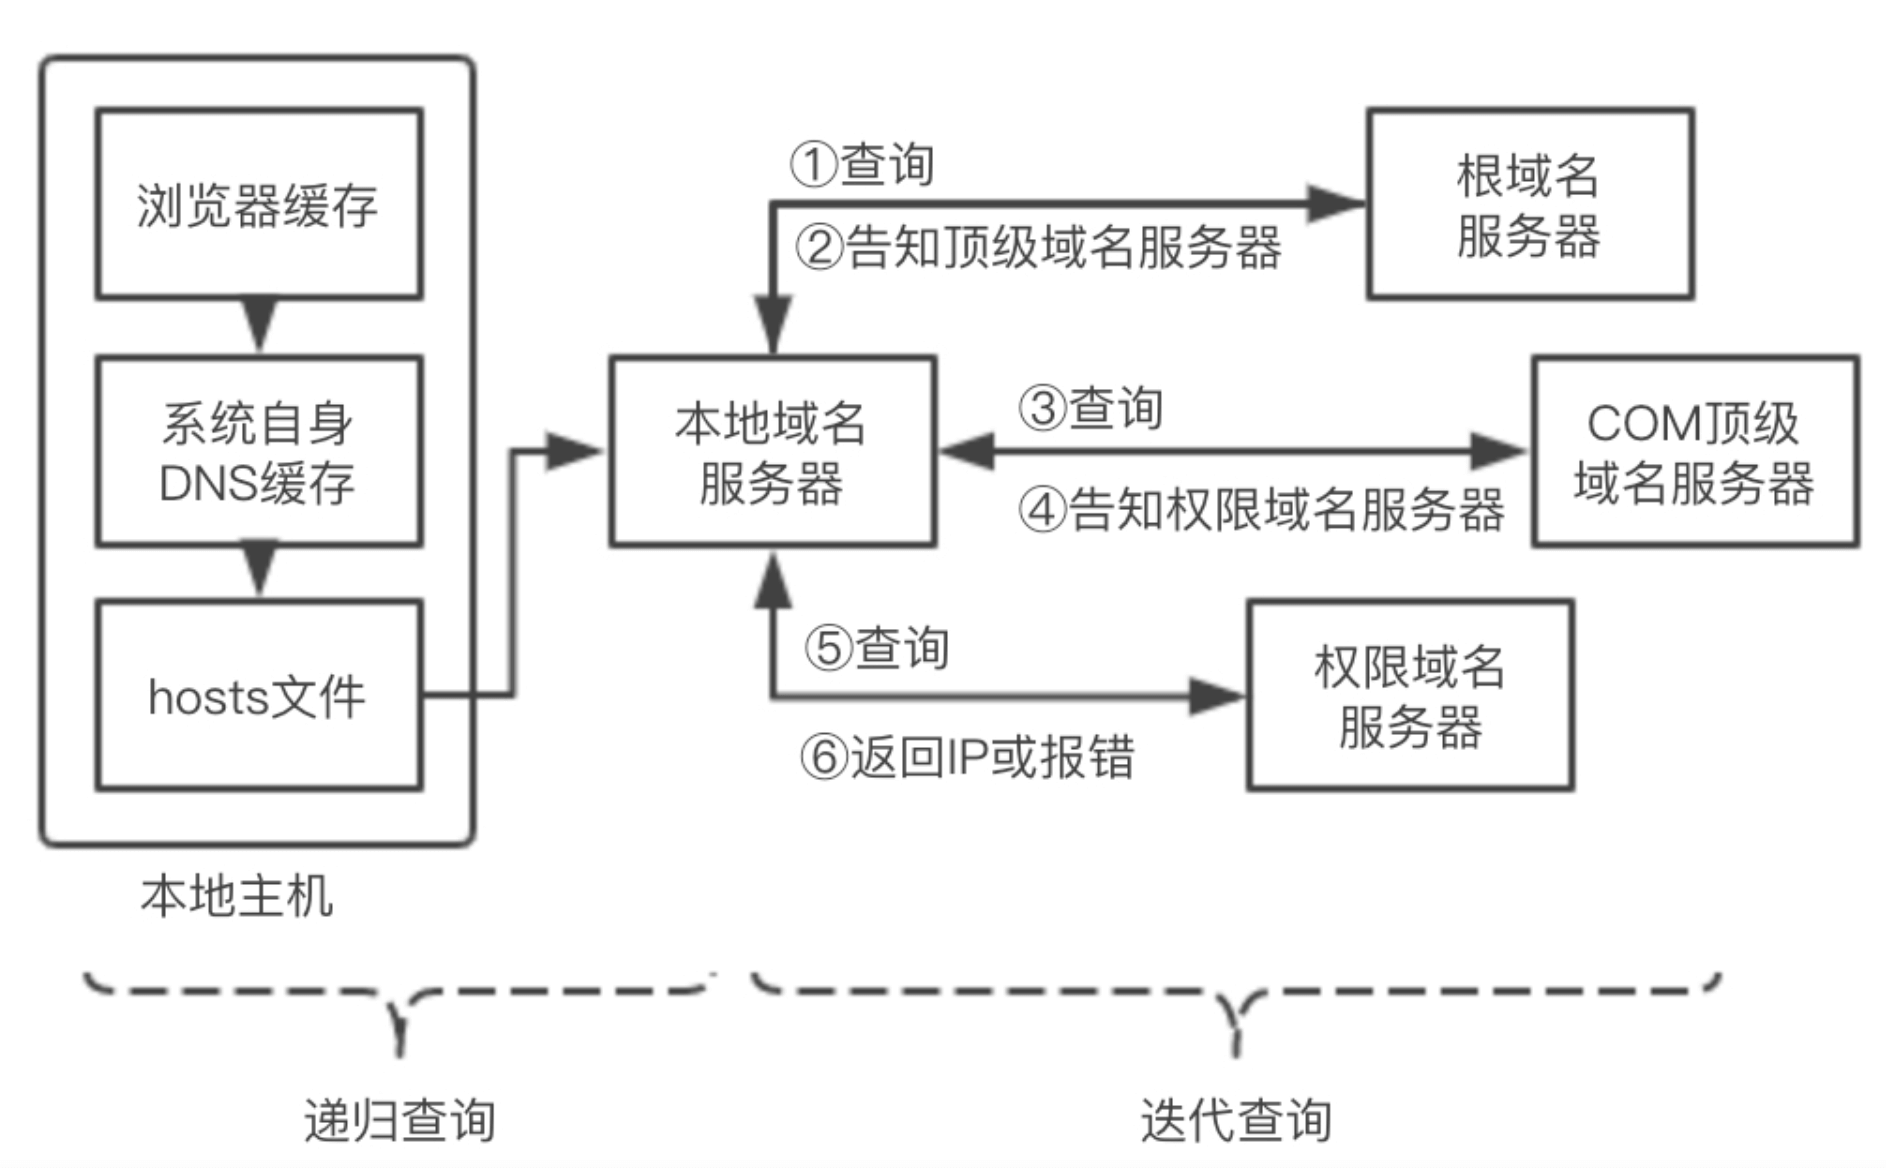 浏览器缓存
系统自身
DNS缓存
hosts文件
本地主机
本地域名
服务器
①查询
②告知顶级域名服务器
根域名
服务器
③查询
④告知权限域名服务器
COM顶级
域名服务器
⑤查询
⑥返回IP或报错
权限域名
服务器
递归查询
迭代查询